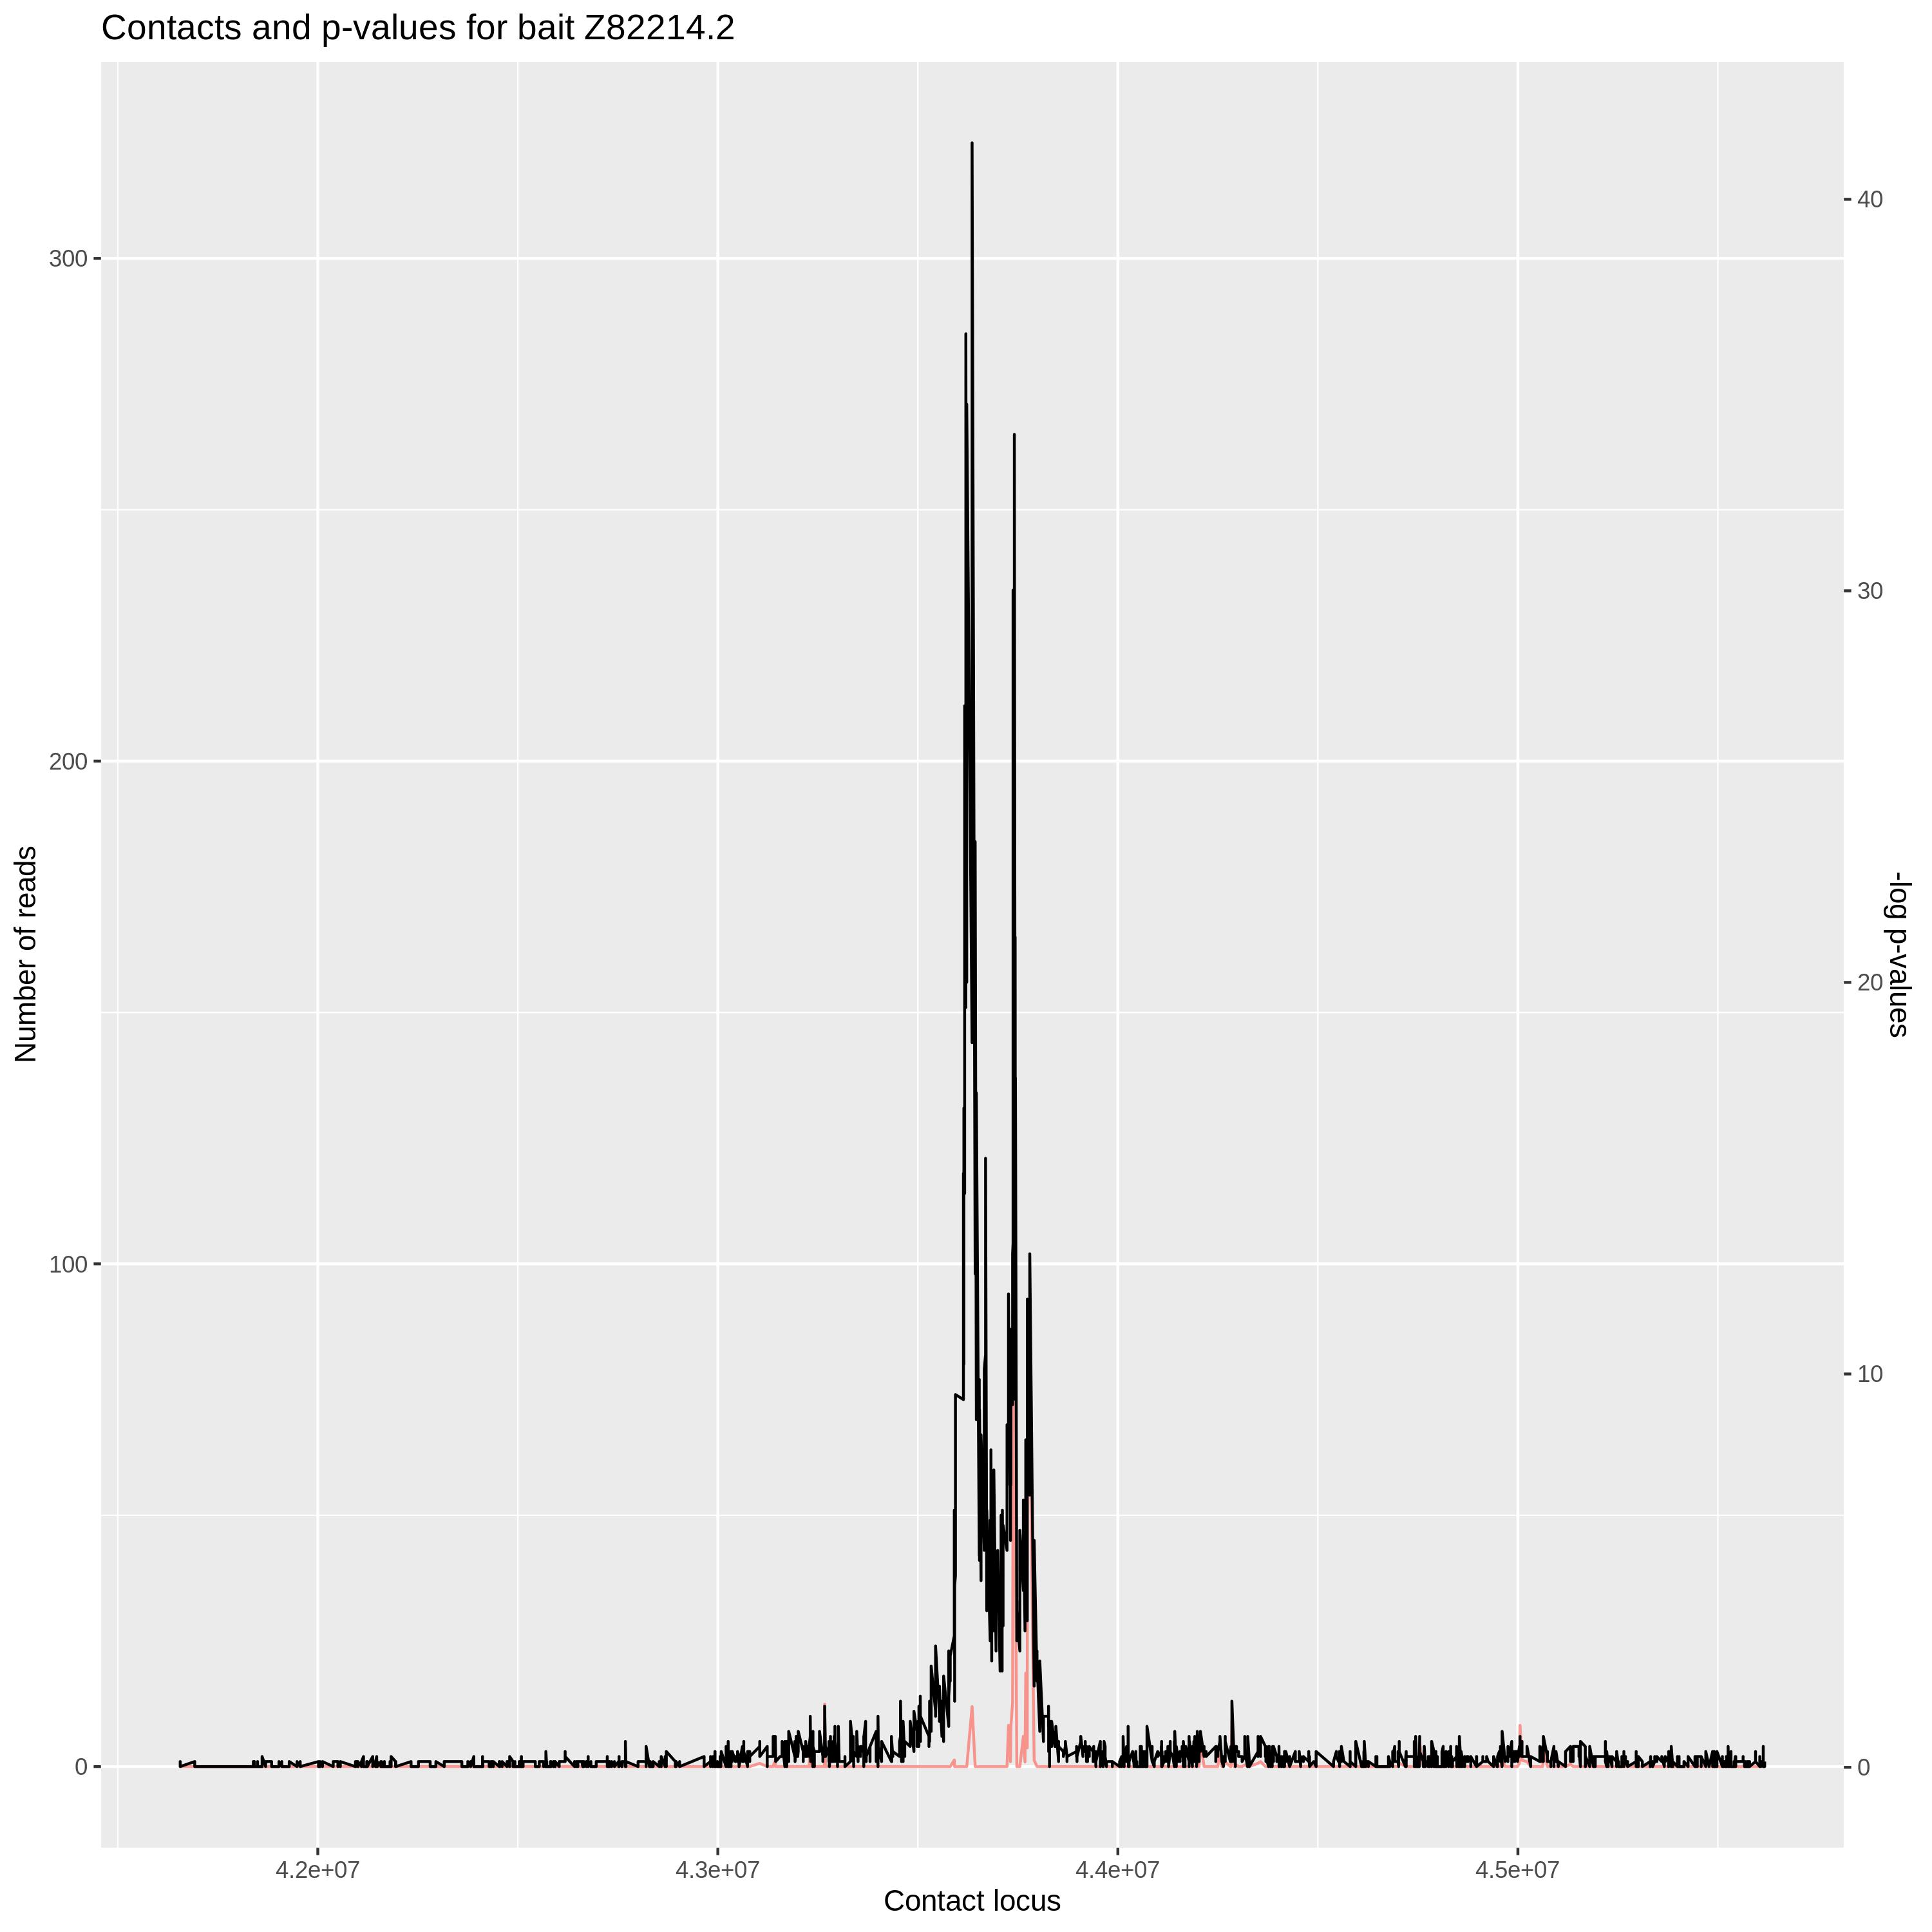 Contacts and p-values for bait Z82214.2
Number of reads
300
200
100
0
40
30
20
10
0
-log p-values
4.2e+07
4.3e+07
4.4e+07
4.5e+07
Contact locus